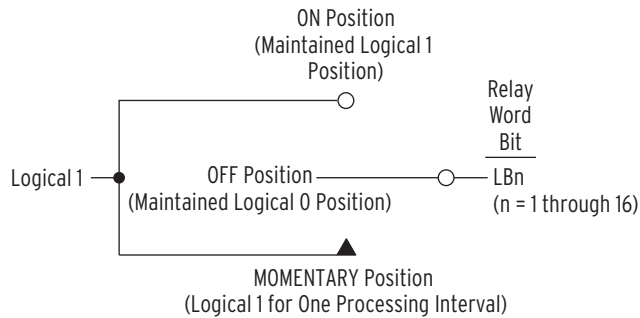 ON Position
(Maintained Logical 1
Position)
Relay
Word
Bit
Logical 1
OFF Position
(Maintained Logical 0 Position)
LBn
(n = 1 through 16)
MOMENTARY Position
(Logical 1 for One Processing Interval)